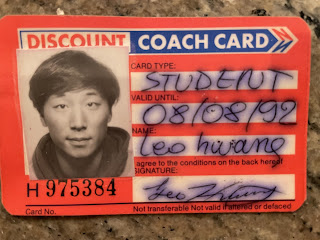 DISCOUNT COACH CARD
CARD TYPE:
STUDENT
VALID UNTIL:
08/08/92
NAME:
leo hwang
I agree to the conditions on the back hereof
SIGNATURE:
H 975384
Card No.
Not transferable Not valid if altered or defaced